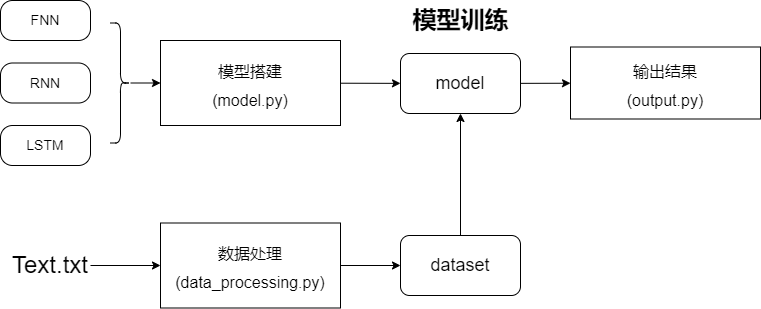 模型训练
FNN
RNN
LSTM
模型搭建
(model.py)
model
输出结果
(output.py)
Text.txt
数据处理
(data_processing.py)
dataset